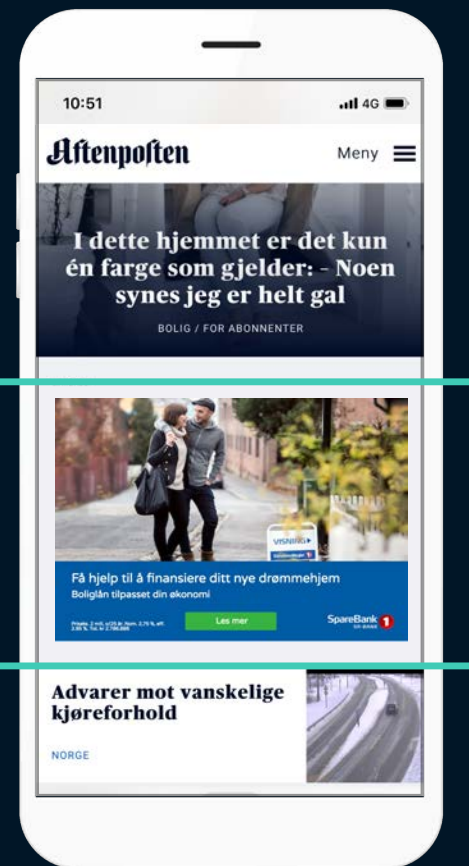 10:51
4G
Aftenposten
Meny
I dette hjemmet er det kun
én farge som gjelder: – Noen
synes jeg er helt gal
BOLIG / FOR ABONNENTER
VISNING
Få hjelp til å finansiere ditt nye drømmehjem
Boliglån tilpasset din økonomi
Les mer
SpareBank 1
SR-BANK
Advarer mot vanskelige
kjøreforhold
NORGE